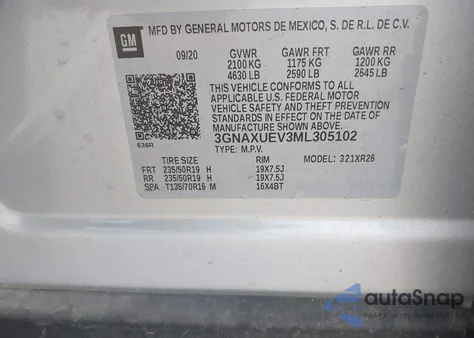 GM
MFD BY GENERAL MOTORS DE MEXICO, S. DE R.L. DE C.V.
09/20 GVWR GAWR FRT GAWR RR
2100 KG 1175 KG 1200 KG
4630 LB 2590 LB 2645 LB
THIS VEHICLE CONFORMS TO ALL
APPLICABLE U.S. FEDERAL MOTOR
VEHICLE SAFETY AND THEFT PREVENTION
STANDARDS IN EFFECT ON THE DATE OF
MANUFACTURE SHOWN ABOVE.
636R
3GNAXUEV3ML305102
TYPE: M.P.V.
TIRE SIZE RIM MODEL: 321XR26
FRT 235/50R19 H 19X7.5J
RR 235/50R19 H 19X7.5J
SPA T135/70R16 M 16X4BT
autoSnap